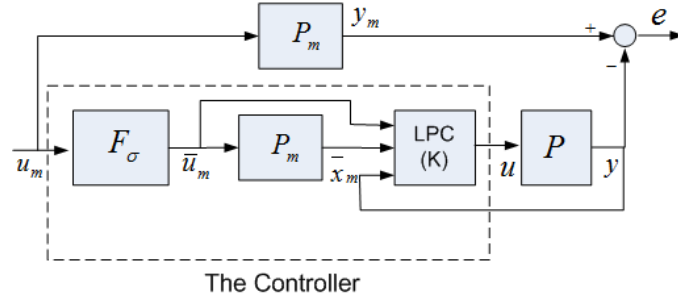 P_m
y_m
+
e
−
F_σ
u_m
ū_m
P_m
x̄_m
LPC
(K)
u
P
y
The Controller